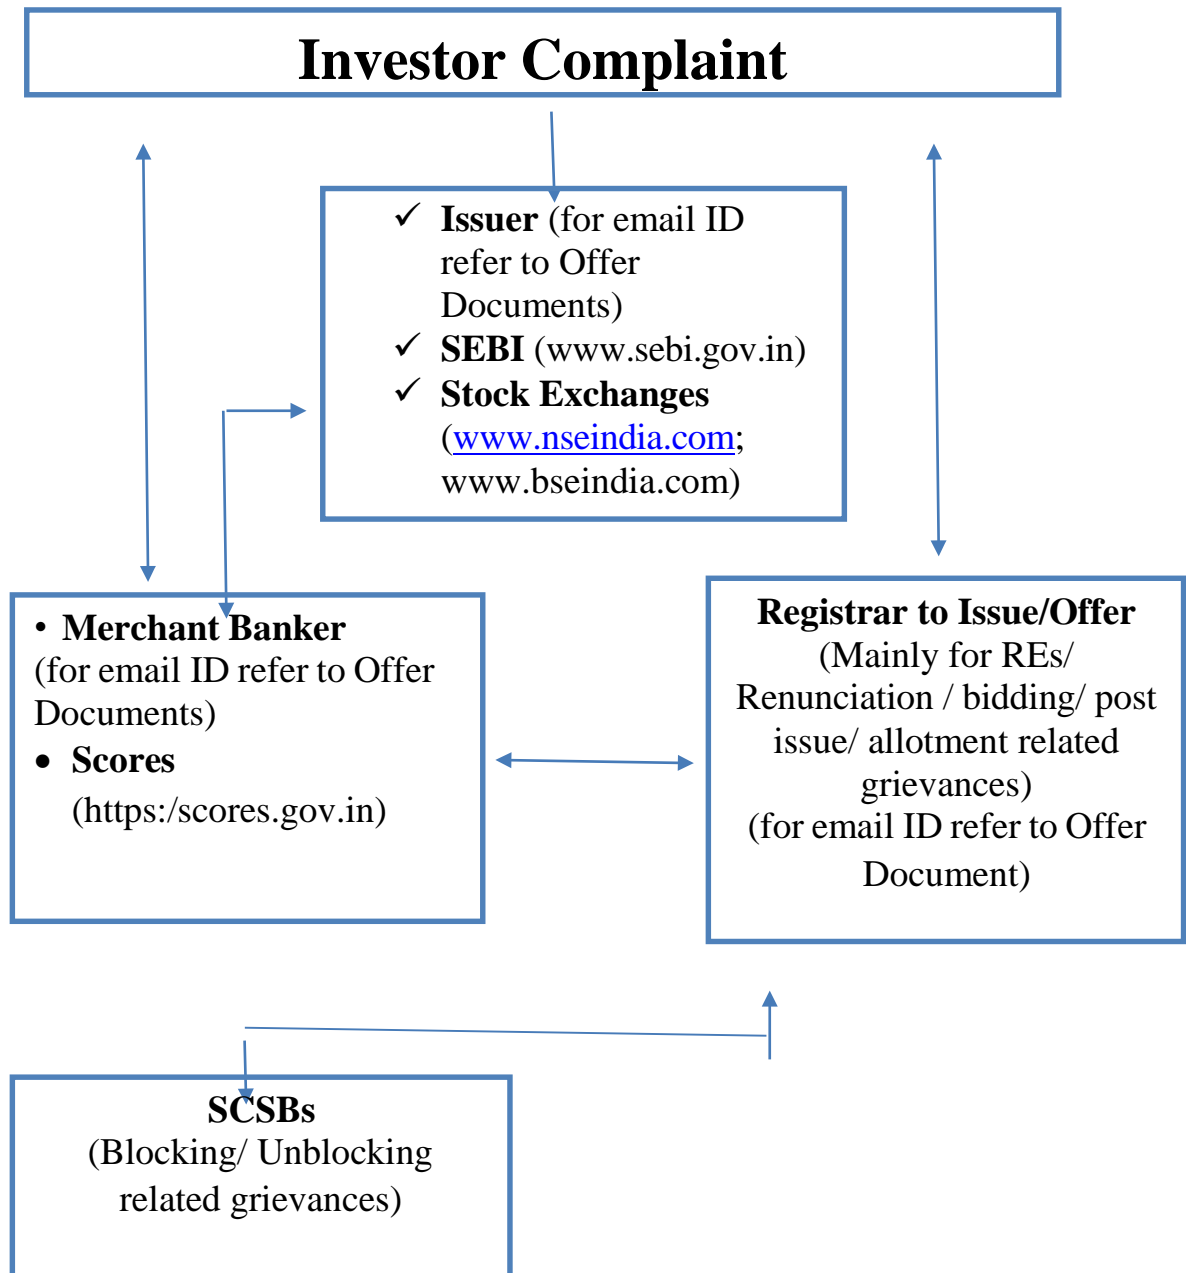 Investor Complaint
✓ Issuer (for email ID
refer to Offer
Documents)
✓ SEBI (www.sebi.gov.in)
✓ Stock Exchanges
(www.nseindia.com;
www.bseindia.com)
• Merchant Banker
(for email ID refer to Offer
Documents)
• Scores
(https:/scores.gov.in)
Registrar to Issue/Offer
(Mainly for REs/
Renunciation / bidding/ post
issue/ allotment related
grievances)
(for email ID refer to Offer
Document)
SCSBs
(Blocking/ Unblocking
related grievances)